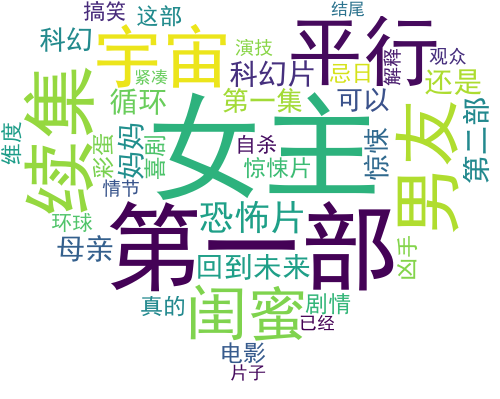 搞笑
这部
结尾
科幻
宇宙
演技
平行
观众
紧凑
科幻片
忌日
解释
还是
续集
循环
第一集
可以
男友
第二部
维度
彩蛋
妈妈
喜剧
女主
自杀
惊悚
惊悚片
情节
环球
第一部
恐怖片
母亲
回到未来
凶手
真的
闺蜜
剧情
已经
电影
片子